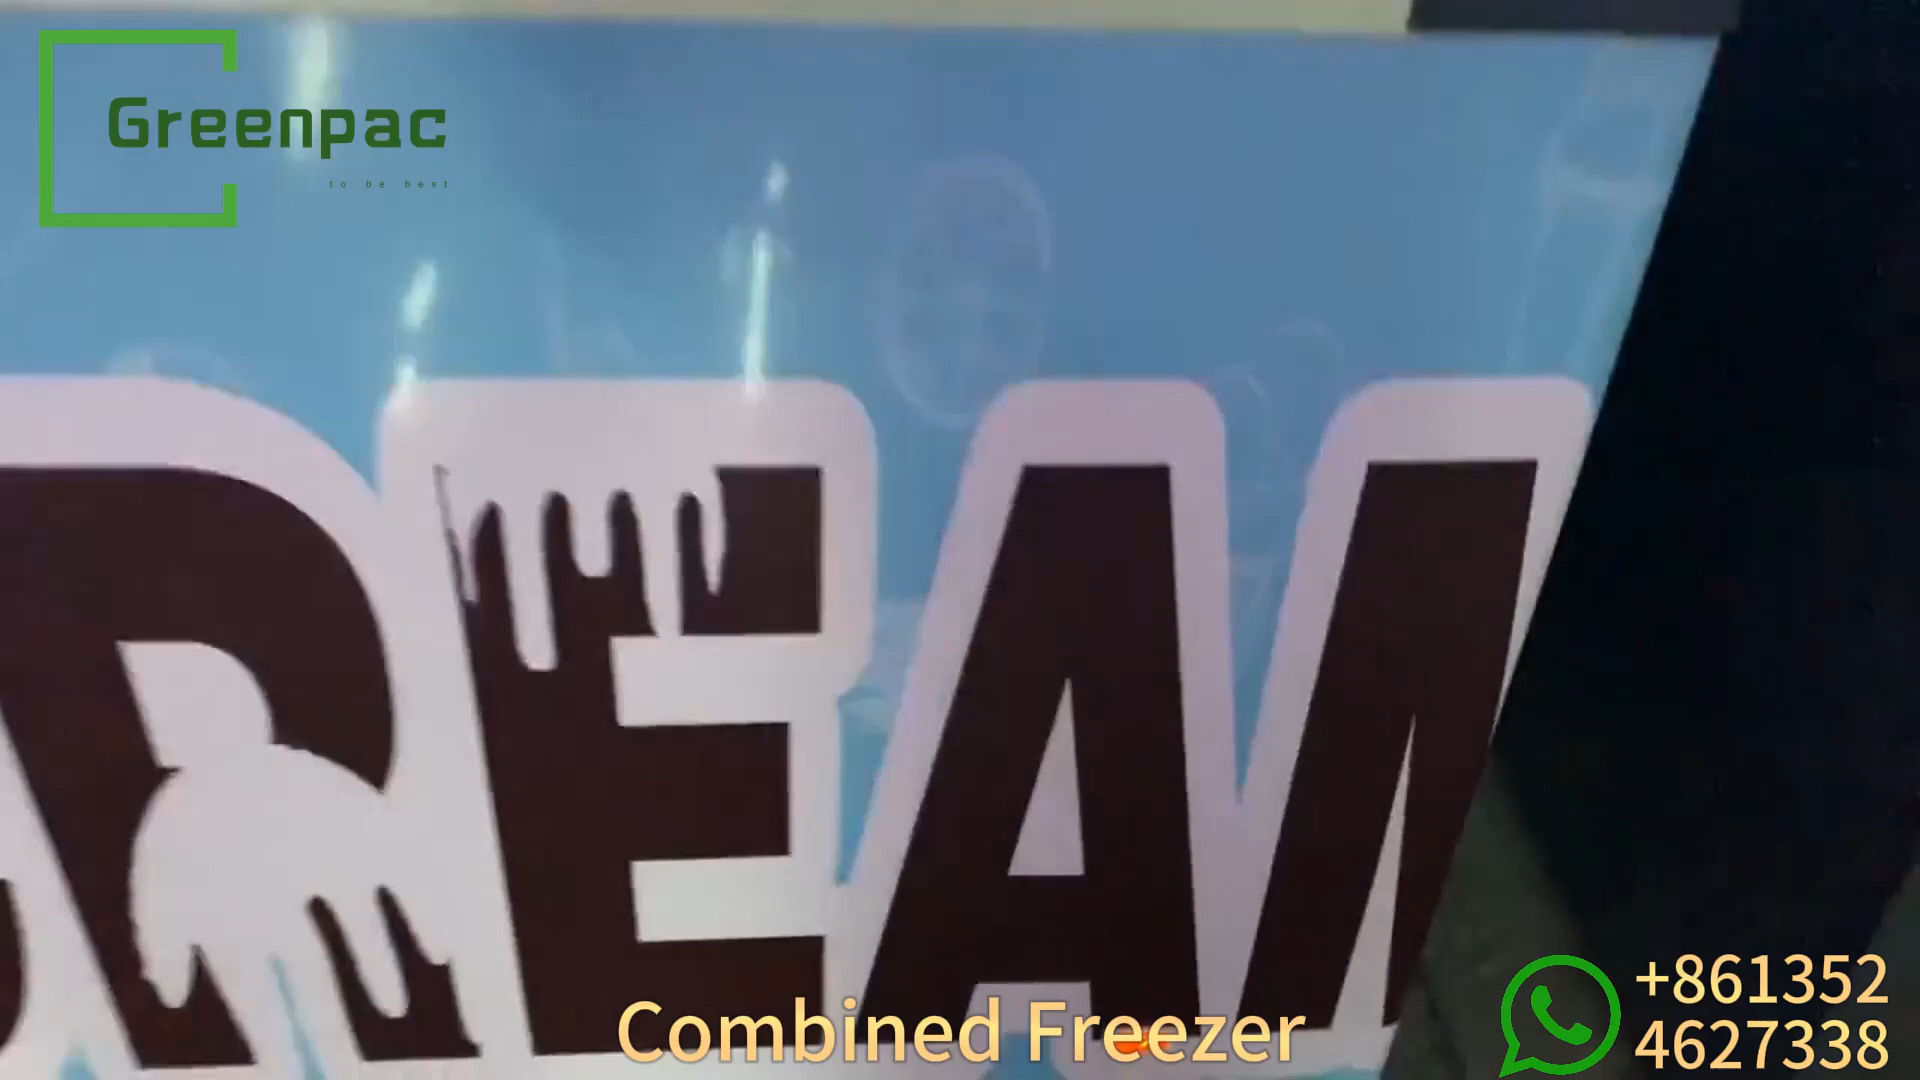 Greenpac
to be best
REAM
Combined Freezer
+861352
4627338